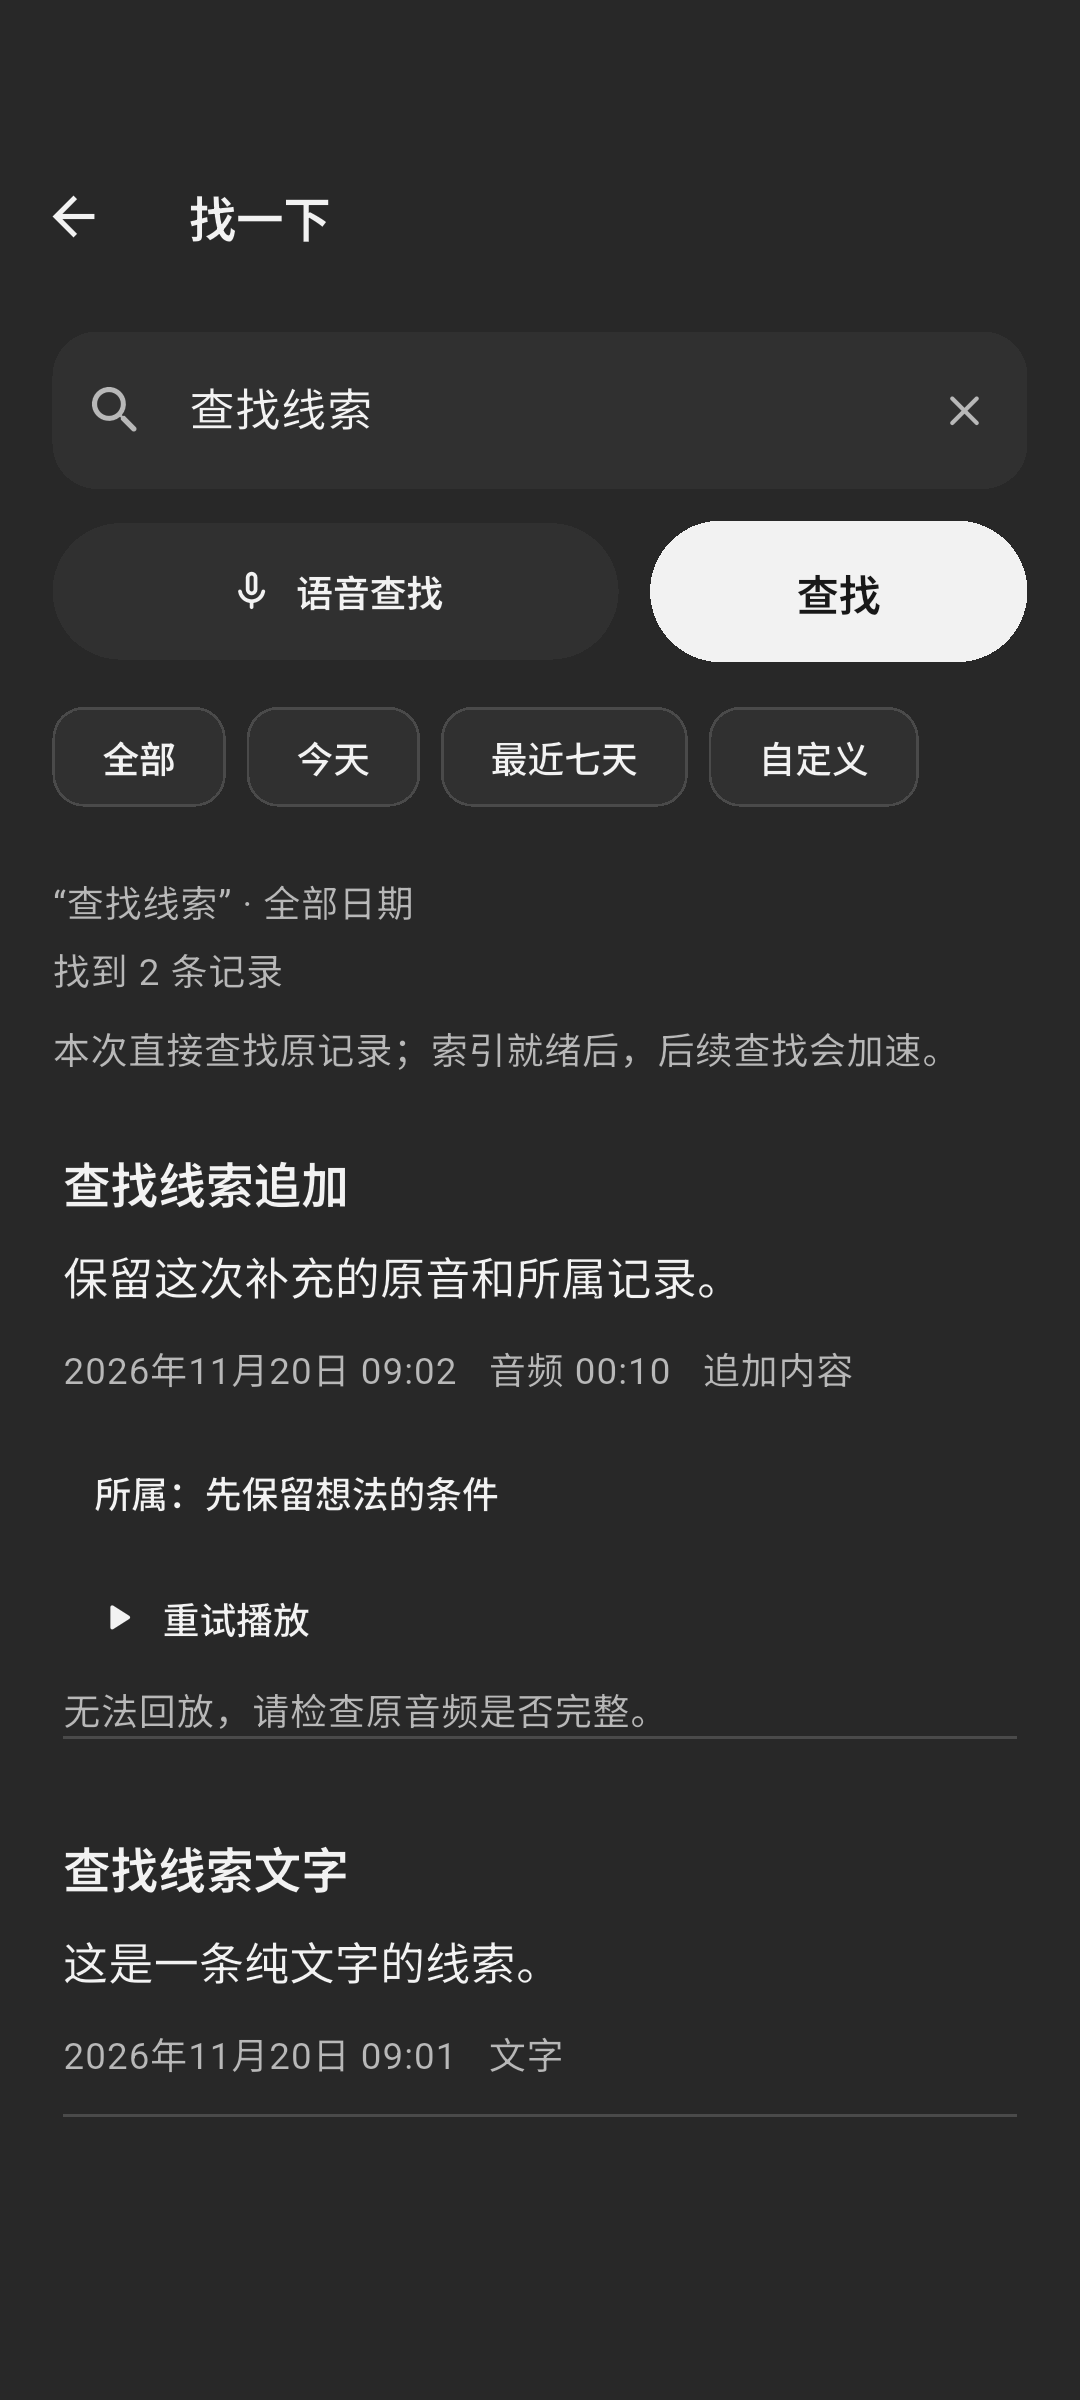 找一下
查找线索
语音查找
查找
全部 今天 最近七天 自定义
“查找线索” · 全部日期
找到 2 条记录
本次直接查找原记录；索引就绪后，后续查找会加速。
查找线索追加
保留这次补充的原音和所属记录。
2026年11月20日 09:02 音频 00:10 追加内容
所属：先保留想法的条件
重试播放
无法回放，请检查原音频是否完整。
查找线索文字
这是一条纯文字的线索。
2026年11月20日 09:01 文字